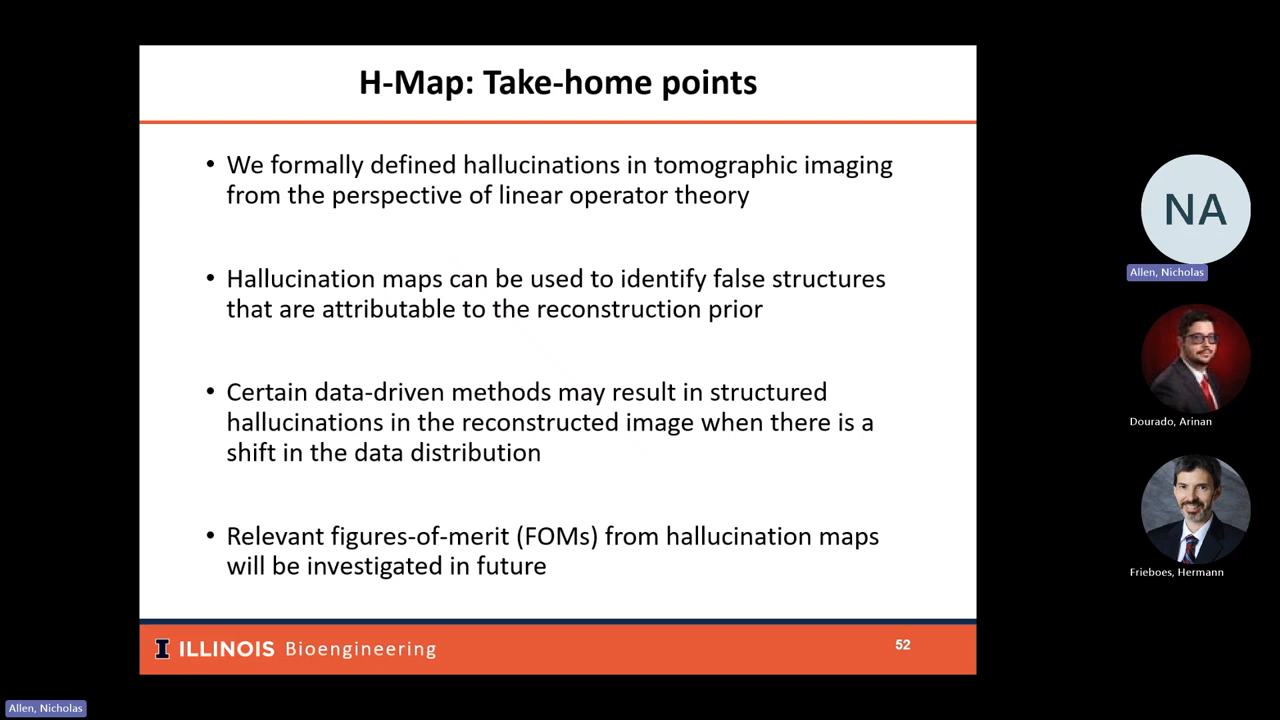 H-Map: Take-home points
• We formally defined hallucinations in tomographic imaging
from the perspective of linear operator theory
• Hallucination maps can be used to identify false structures
that are attributable to the reconstruction prior
• Certain data-driven methods may result in structured
hallucinations in the reconstructed image when there is a
shift in the data distribution
• Relevant figures-of-merit (FOMs) from hallucination maps
will be investigated in future
I ILLINOIS Bioengineering
52
NA
Allen, Nicholas
Dourado, Arinan
Frieboes, Hermann
Allen, Nicholas